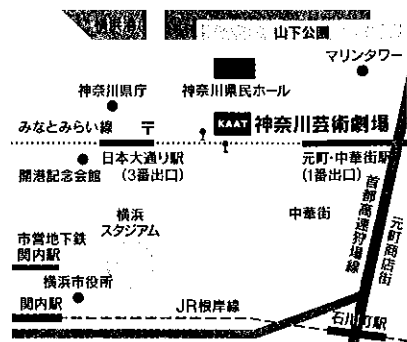 横浜港
山下公園
マリンタワー
神奈川県庁
神奈川県民ホール
みなとみらい線
〒
KAAT 神奈川芸術劇場
日本大通り駅
(3番出口)
元町・中華街駅
(1番出口)
開港記念会館
首都高速狩場線
元町商店街
横浜
スタジアム
中華街
市営地下鉄
関内駅
横浜市役所
関内駅
JR根岸線
石川町駅